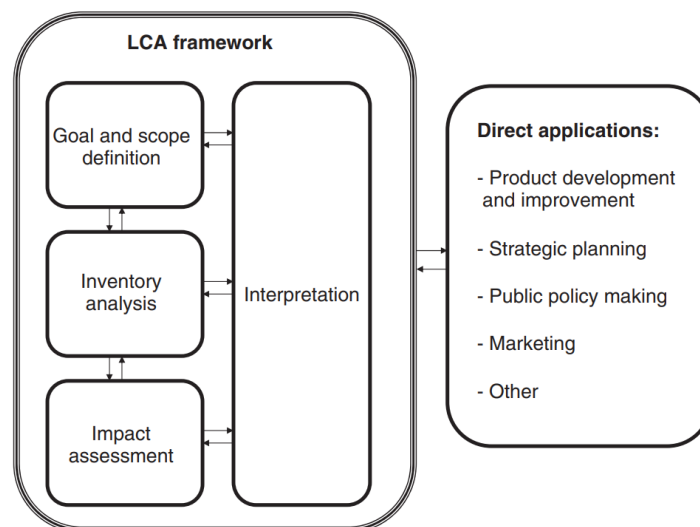 LCA framework
Goal and scope
definition
Inventory
analysis
Impact
assessment
Interpretation
Direct applications:
- Product development
and improvement
- Strategic planning
- Public policy making
- Marketing
- Other